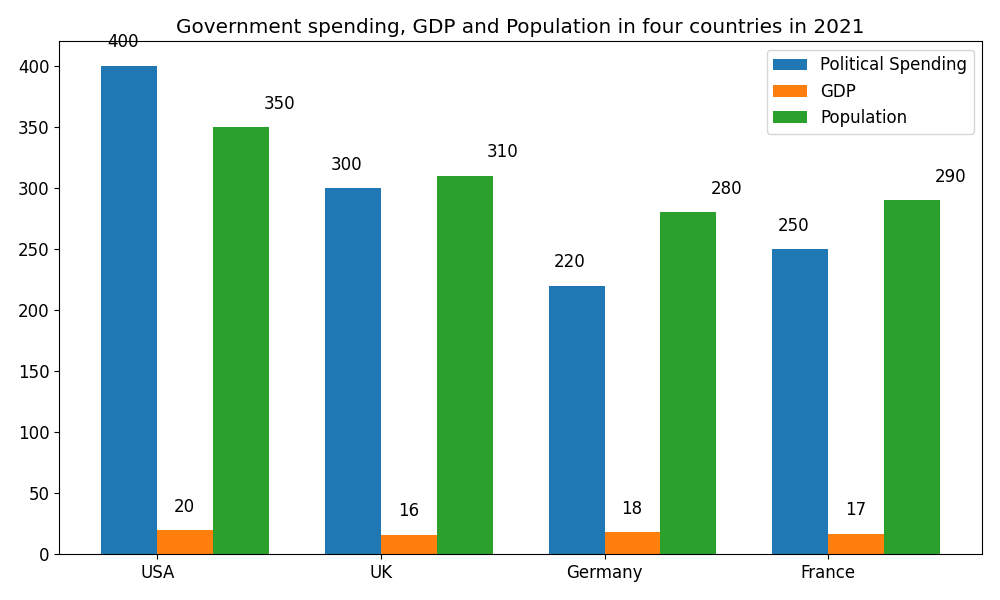 Government spending, GDP and Population in four countries in 2021
400
350
300
250
200
150
100
50
0
400
20
350
300
16
310
220
18
280
250
17
290
USA
UK
Germany
France
Political Spending
GDP
Population